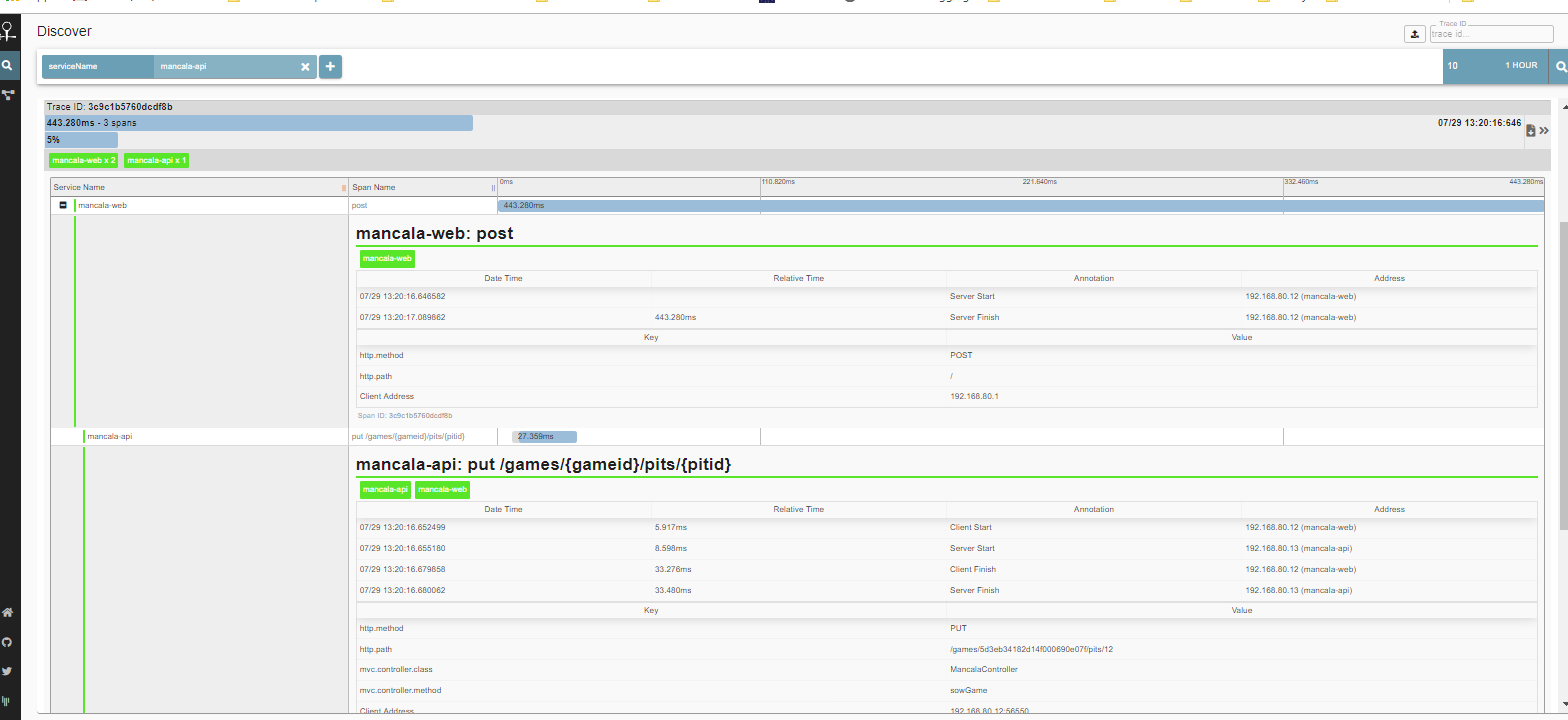 Discover
Trace ID
trace id...
serviceName mancala-api
10 1 HOUR
Trace ID: 3c9c1b5760dcdf8b
443.280ms - 3 spans 07/29 13:20:16:646
5%
mancala-web x 2 mancala-api x 1
Service Name Span Name 0ms 110.820ms 221.640ms 332.460ms 443.280ms
mancala-web post 443.280ms
mancala-web: post
mancala-web
Date Time Relative Time Annotation Address
07/29 13:20:16.646582 Server Start 192.168.80.12 (mancala-web)
07/29 13:20:17.089862 443.280ms Server Finish 192.168.80.12 (mancala-web)
Key Value
http.method POST
http.path /
Client Address 192.168.80.1
Span ID: 3c9c1b5760dcdf8b
mancala-api put /games/{gameid}/pits/{pitid} 27.359ms
mancala-api: put /games/{gameid}/pits/{pitid}
mancala-api mancala-web
Date Time Relative Time Annotation Address
07/29 13:20:16.652499 5.917ms Client Start 192.168.80.12 (mancala-web)
07/29 13:20:16.655180 8.598ms Server Start 192.168.80.13 (mancala-api)
07/29 13:20:16.679858 33.276ms Client Finish 192.168.80.12 (mancala-web)
07/29 13:20:16.680062 33.480ms Server Finish 192.168.80.13 (mancala-api)
Key Value
http.method PUT
http.path /games/5d3eb34182d14f000690e07f/pits/12
mvc.controller.class MancalaController
mvc.controller.method sowGame
Client Address 192.168.80.12:56550